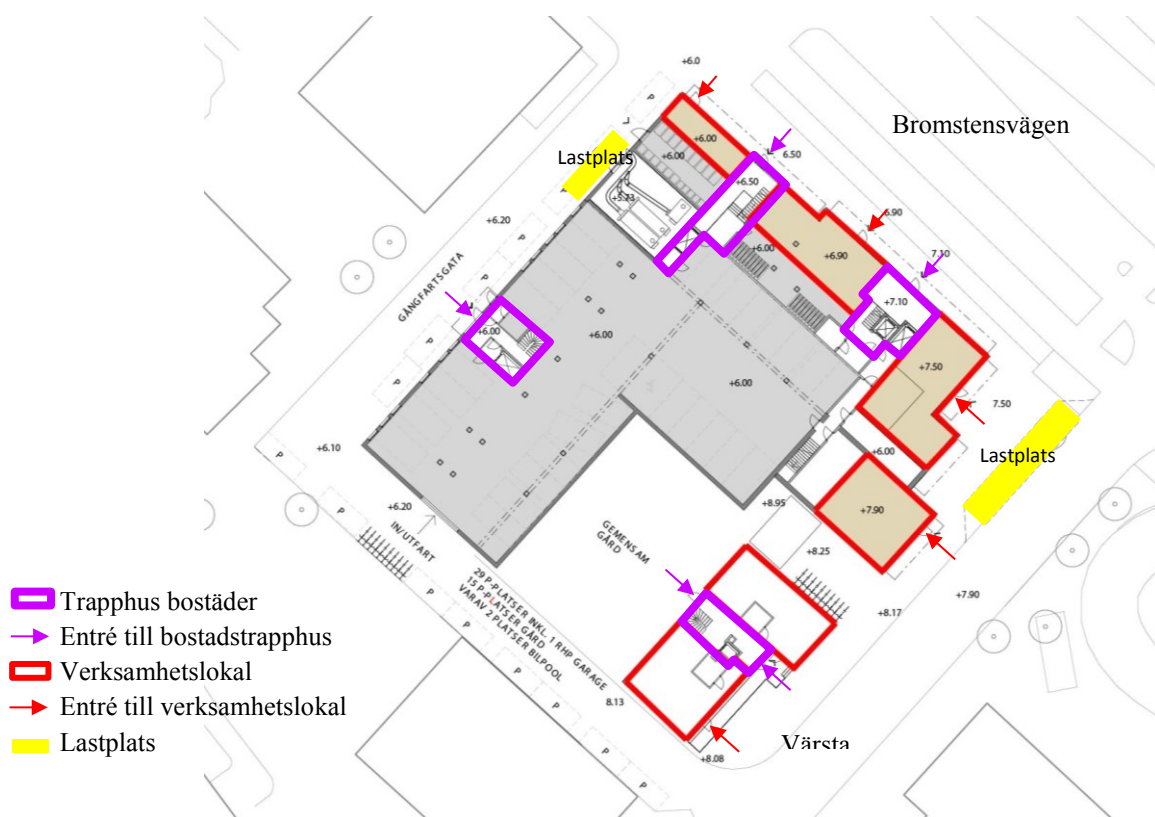 +6.0
P
Bromstensvägen
+6.00
L
Lastplats
+6.00
6.50
+6.50
P
+5.73
+6.20
P
6.90
+6.00
+6.90
7.10
P
GÅNGFARTSGATA
+7.10
+6.00
+6.00
P
+7.50
+6.00
P
7.50
+6.10
P
Lastplats
+6.00
+6.20
+8.95
+7.90
P
IN/UTFART
GEMENSAM
GÅRD
+8.25
29 P-PLATSER INKL. 1 RHP GARAGE
15 P-PLATSER GÅRD
VARAV 2 PLATSER BILPOOL
P
+7.90
+8.17
Trapphus bostäder
P
Entré till bostadstrapphus
P
Verksamhetslokal
P
8.13
Entré till verksamhetslokal
P
Lastplats
Värsta
P
+8.08
P